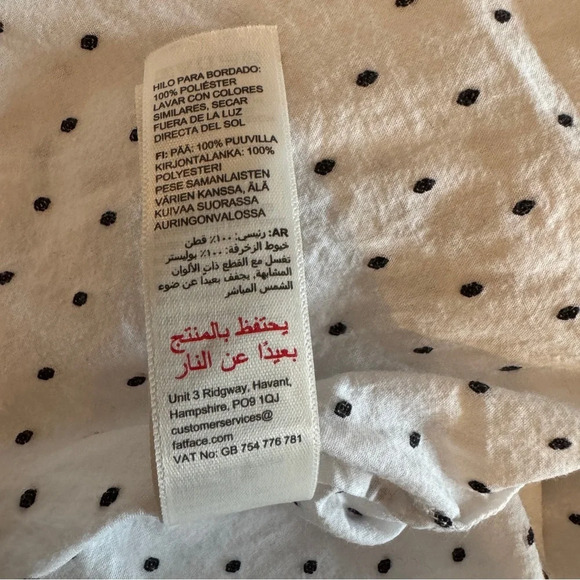 HILO PARA BORDADO:
100% POLIÉSTER
LAVAR CON COLORES
SIMILARES, SECAR
FUERA DE LA LUZ
DIRECTA DEL SOL
FI: PÄÄ: 100% PUUVILLA
KIRJONTALANKA: 100%
POLYESTERI
PESE SAMANLAISTEN
VÄRIEN KANSSA, ÄLÄ
KUIVAA SUORASSA
AURINGONVALOSSA
AR: رئيسي: ١٠٠٪ قطن
خيوط الزخرفة: ١٠٠٪ بوليستر
تغسل مع القطع ذات الألوان
المشابهة, يجفف بعيداً عن ضوء
الشمس المباشر
يحتفظ بالمنتج
بعيدًا عن النار
Unit 3 Ridgway, Havant,
Hampshire, PO9 1QJ
customerservices@
fatface.com
VAT No: GB 754 776 781